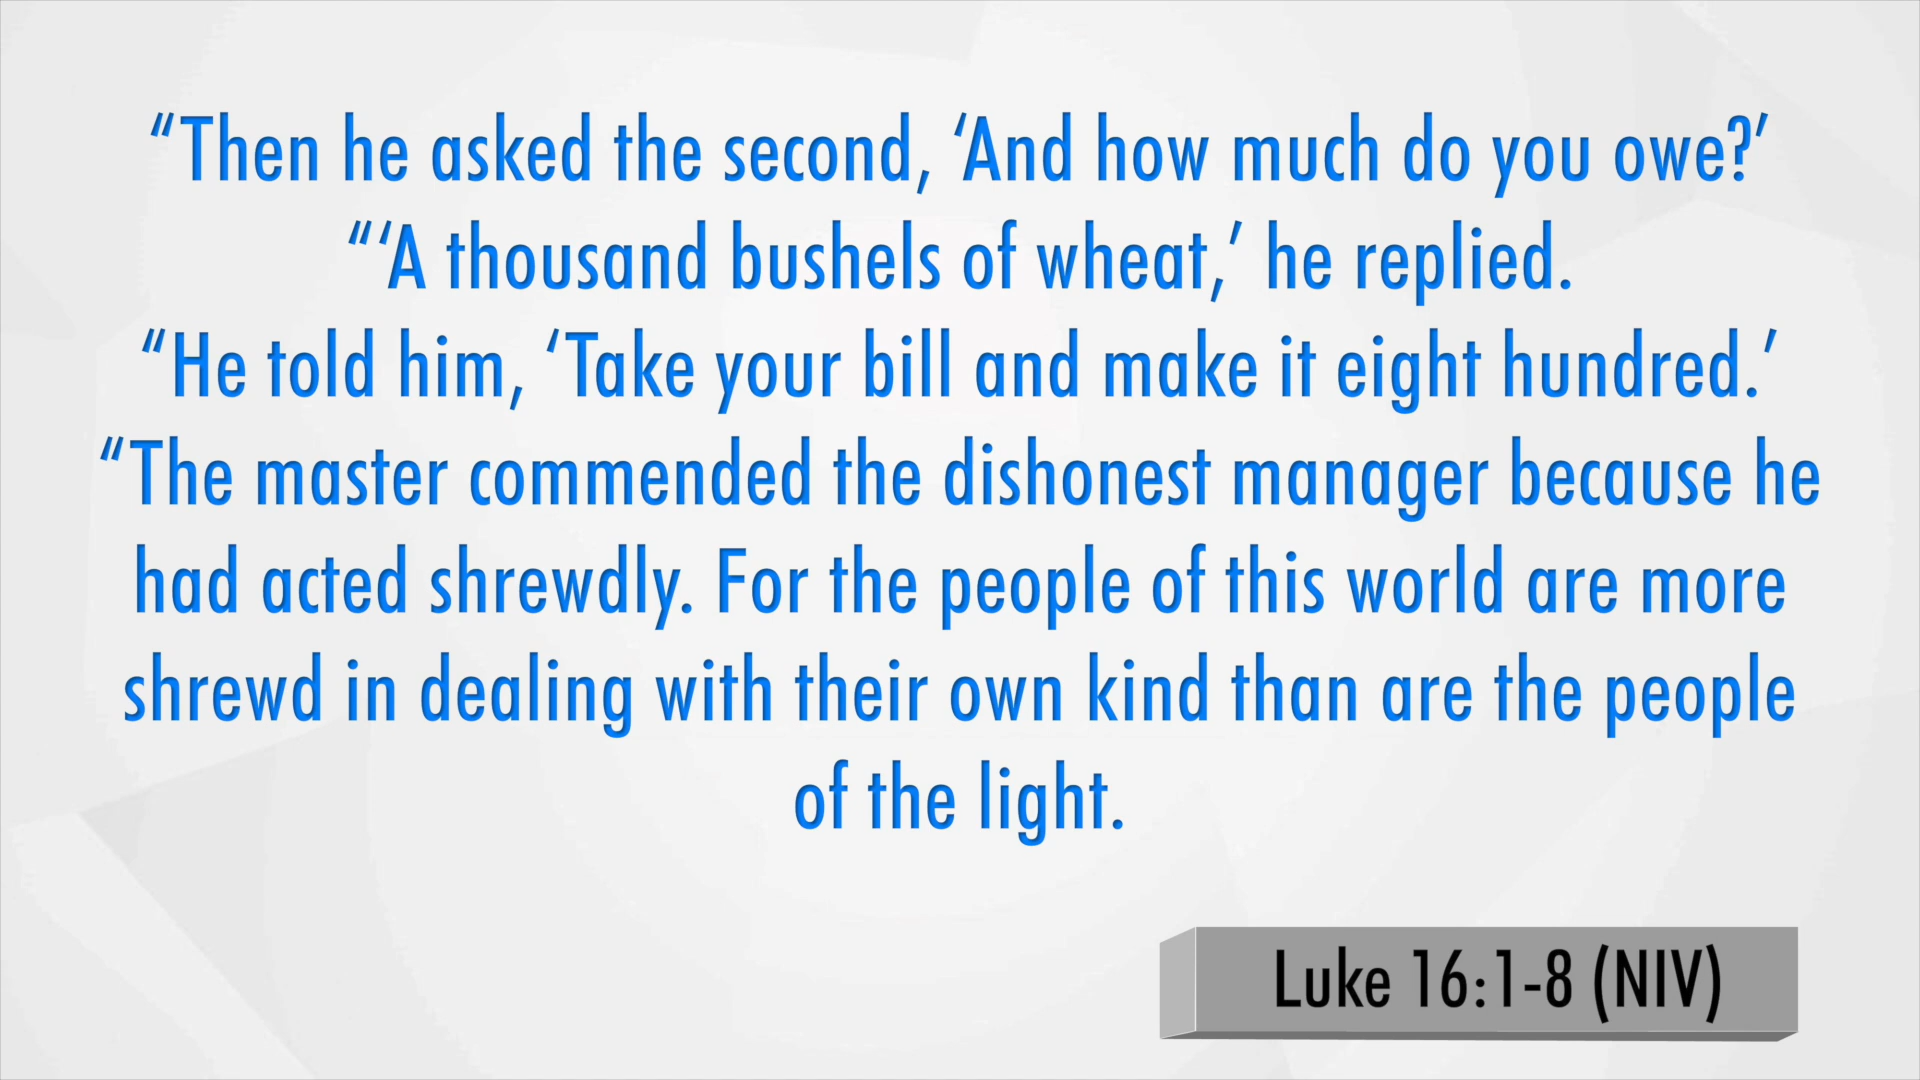 “Then he asked the second, ‘And how much do you owe?’
“‘A thousand bushels of wheat,’ he replied.
“He told him, ‘Take your bill and make it eight hundred.’
“The master commended the dishonest manager because he
had acted shrewdly. For the people of this world are more
shrewd in dealing with their own kind than are the people
of the light.
Luke 16:1-8 (NIV)